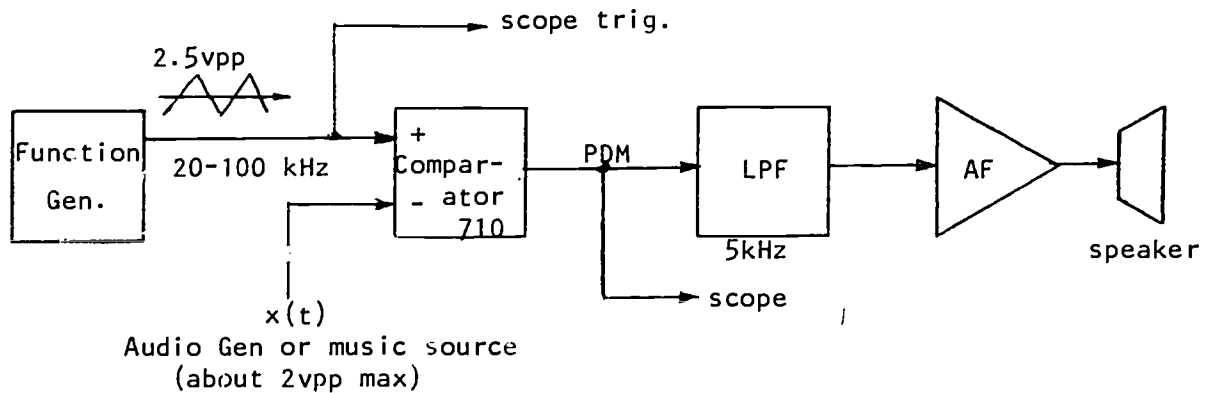 scope trig.
2.5vpp
Function
Gen.
20-100 kHz
+
Compar-
ator
-
710
PDM
LPF
5kHz
AF
speaker
scope
x(t)
Audio Gen or music source
(about 2vpp max)